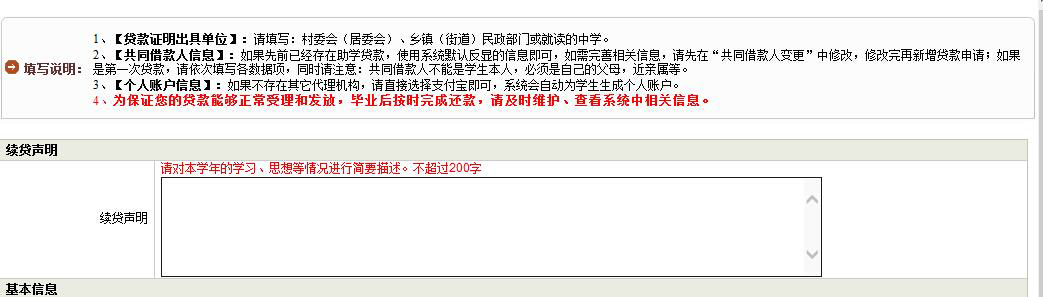 1、【贷款证明出具单位】：请填写：村委会（居委会）、乡镇（街道）民政部门或就读的中学。
2、【共同借款人信息】：如果先前已经存在助学贷款，使用系统默认反显的信息即可，如需完善相关信息，请先在“共同借款人变更”中修改，修改完再新增贷款申请；如果
填写说明：
是第一次贷款，请依次填写各数据项，同时请注意：共同借款人不能是学生本人，必须是自己的父母，近亲属等。
3、【个人账户信息】：如果不存在其它代理机构，请直接选择支付宝即可，系统会自动为学生生成个人账户。
4、为保证您的贷款能够正常受理和发放，毕业后按时完成还款，请及时维护、查看系统中相关信息。
续贷声明
请对本学年的学习、思想等情况进行简要描述。不超过200字
续贷声明
基本信息